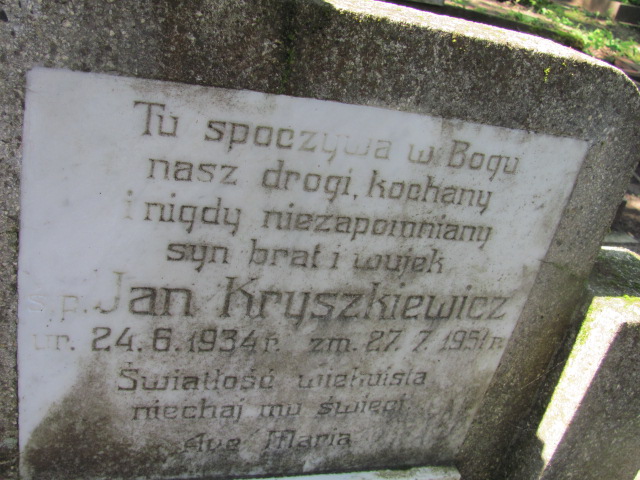 Tu spoczywa w Bogu
nasz drogi, kochany
i nigdy niezapomniany
syn brat i wujek
ś.p. Jan Kryszkiewicz
ur. 24.6.1934 r. zm. 27.7.1951 r.
Światłość wiekuista
niechaj mu świeci.
Ave Maria